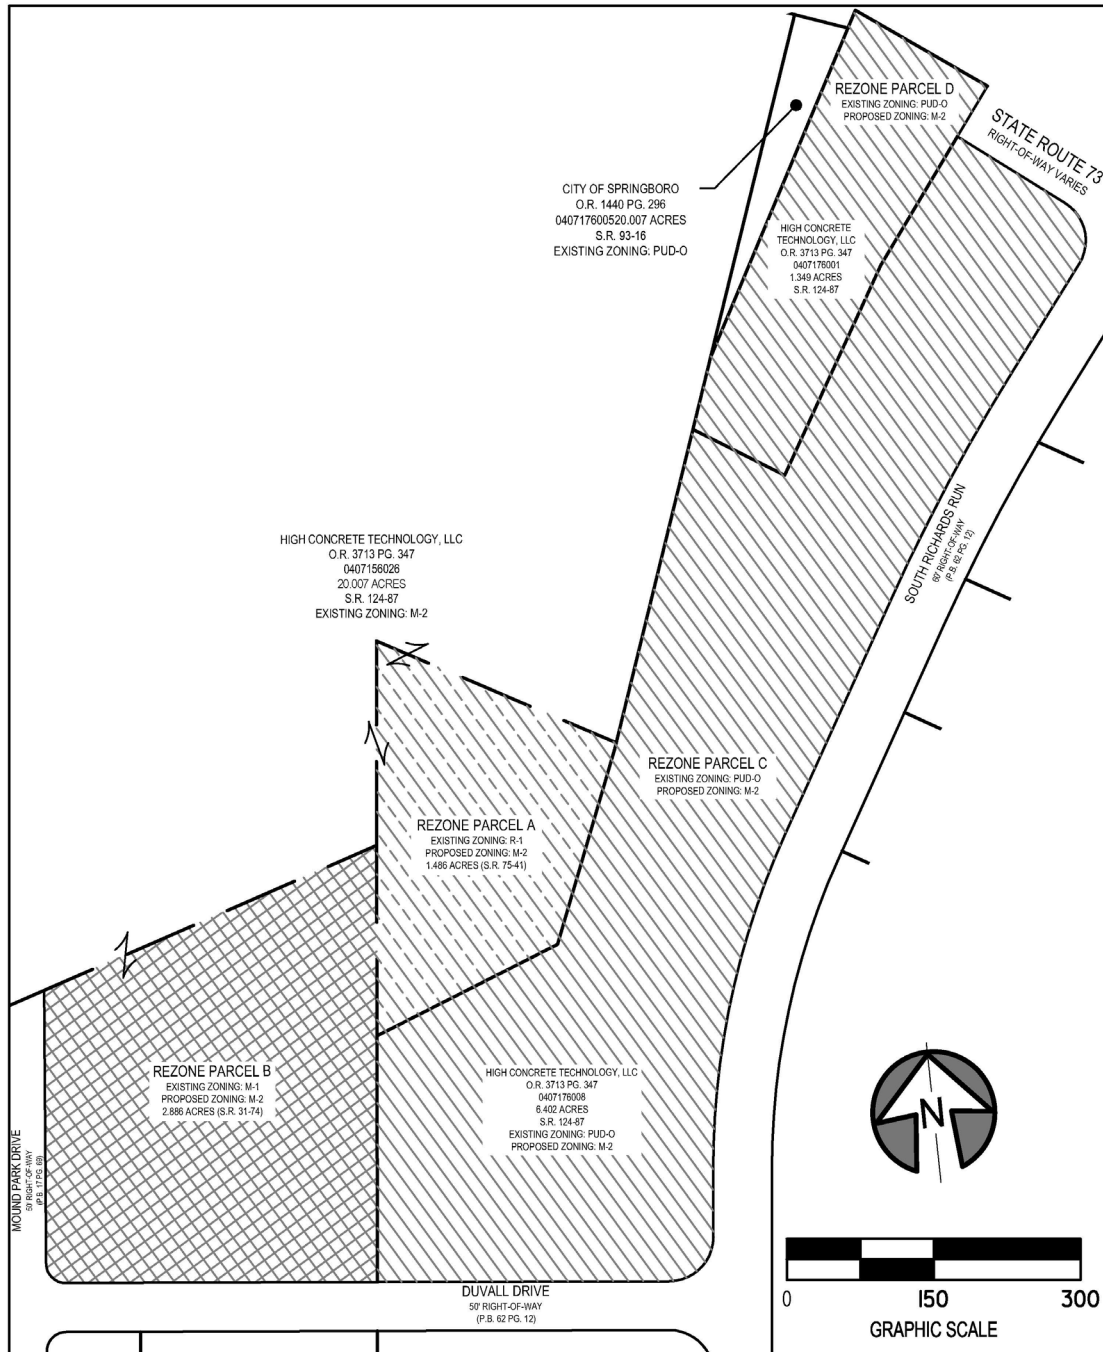 REZONE PARCEL D
EXISTING ZONING: PUD-O
PROPOSED ZONING: M-2
STATE ROUTE 73
RIGHT-OF-WAY VARIES
CITY OF SPRINGBORO
O.R. 1440 PG. 296
040717600520.007 ACRES
S.R. 93-16
EXISTING ZONING: PUD-O
HIGH CONCRETE
TECHNOLOGY, LLC
O.R. 3713 PG. 347
0407176001
1.349 ACRES
S.R. 124-87
SOUTH RICHARDS RUN
60' RIGHT-OF-WAY
(P.B. 62 PG. 12)
HIGH CONCRETE TECHNOLOGY, LLC
O.R. 3713 PG. 347
0407156026
20.007 ACRES
S.R. 124-87
EXISTING ZONING: M-2
REZONE PARCEL C
EXISTING ZONING: PUD-O
PROPOSED ZONING: M-2
REZONE PARCEL A
EXISTING ZONING: R-1
PROPOSED ZONING: M-2
1.486 ACRES (S.R. 75-41)
REZONE PARCEL B
EXISTING ZONING: M-1
PROPOSED ZONING: M-2
2.886 ACRES (S.R. 31-74)
HIGH CONCRETE TECHNOLOGY, LLC
O.R. 3713 PG. 347
0407176008
6.402 ACRES
S.R. 124-87
EXISTING ZONING: PUD-O
PROPOSED ZONING: M-2
MOUND PARK DRIVE
50' RIGHT-OF-WAY
(P.B. 17 PG. 69)
N
DUVALL DRIVE
50' RIGHT-OF-WAY
(P.B. 62 PG. 12)
0 150 300
GRAPHIC SCALE